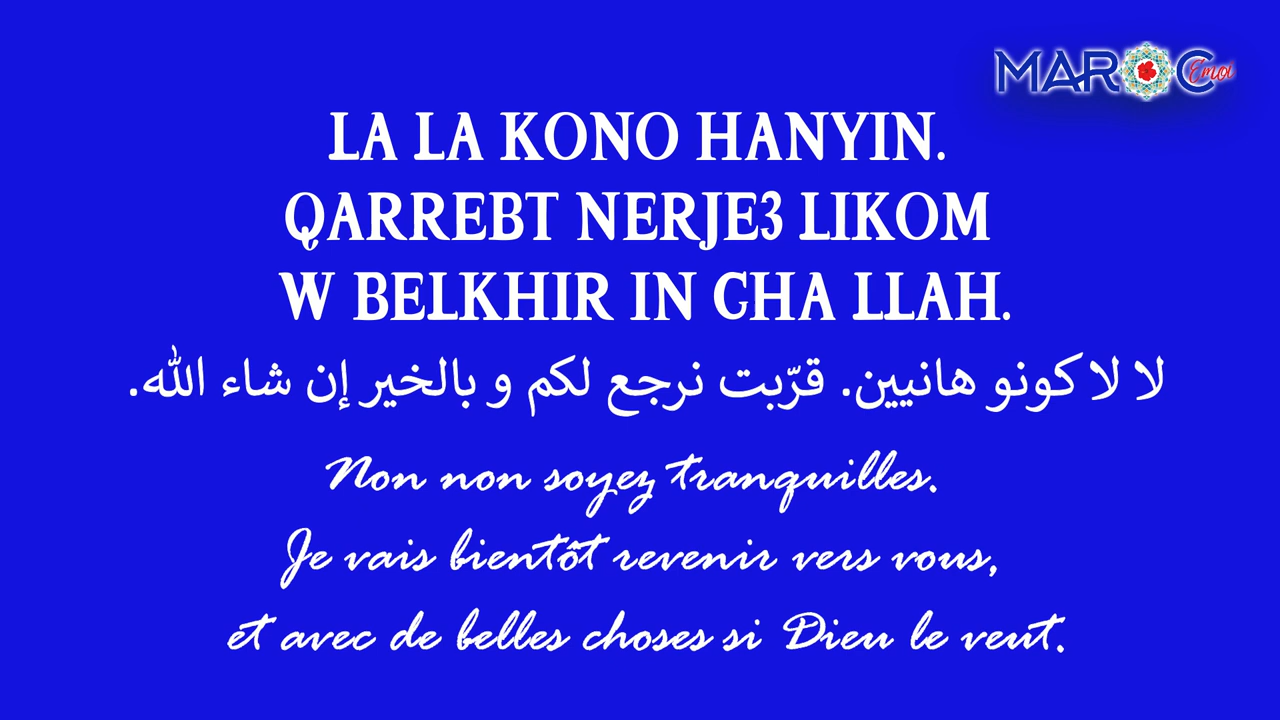 MAROC Emoi
LA LA KONO HANYIN.
QARREBT NERJE3 LIKOM
W BELKHIR IN CHA LLAH.
لا لا كونو هانيين. قرّبت نرجع لكم و بالخير إن شاء الله.
Non non soyez tranquilles.
Je vais bientôt revenir vers vous,
et avec de belles choses si Dieu le veut.